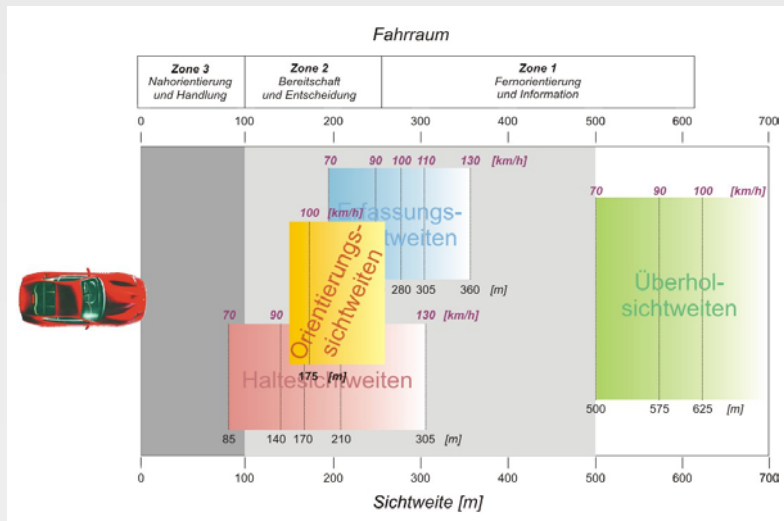 Fahrraum
Zone 3 Zone 2 Zone 1
Nahorientierung Bereitschaft Fernorientierung
und Handlung und Entscheidung und Information
0 100 200 300 400 500 600 700
70 90 100 110 130 [km/h]
70 90 100 [km/h]
100 [km/h]
Erfassungs-
sichtweiten
Orientierungs-
sichtweiten
Überhol-
sichtweiten
280 305 360 [m]
70 90 130 [km/h]
175 [m]
Haltesichtweiten
500 575 625 [m]
85 140 170 210 305 [m]
0 100 200 300 400 500 600 700
Sichtweite [m]